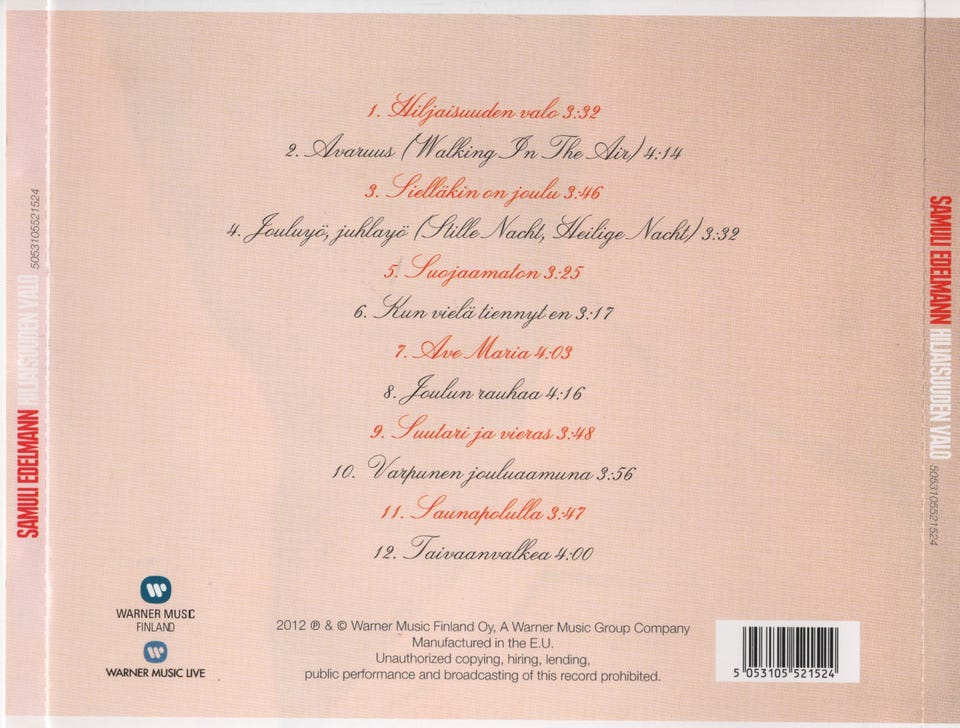 1. Hiljaisuuden valo 3:32
2. Avaruus (Walking In The Air) 4:14
3. Sielläkin on joulu 3:46
4. Jouluyö, juhlayö (Stille Nacht, Heilige Nacht) 3:32
5. Suojaamaton 3:25
6. Kun vielä tiennyt en 3:17
7. Ave Maria 4:03
8. Joulun rauhaa 4:16
9. Suutari ja vieras 3:48
10. Varpunen jouluaamuna 3:56
11. Saunapolulla 3:47
12. Taivaanvalkea 4:00
SAMULI EDELMANN HILJAISUUDEN VALO 5053105521524
SAMULI EDELMANN HILJAISUUDEN VALO 5053105521524
WARNER MUSIC
FINLAND
WARNER MUSIC LIVE
2012 ℗ & © Warner Music Finland Oy, A Warner Music Group Company
Manufactured in the E.U.
Unauthorized copying, hiring, lending,
public performance and broadcasting of this record prohibited.
5 053105 521524